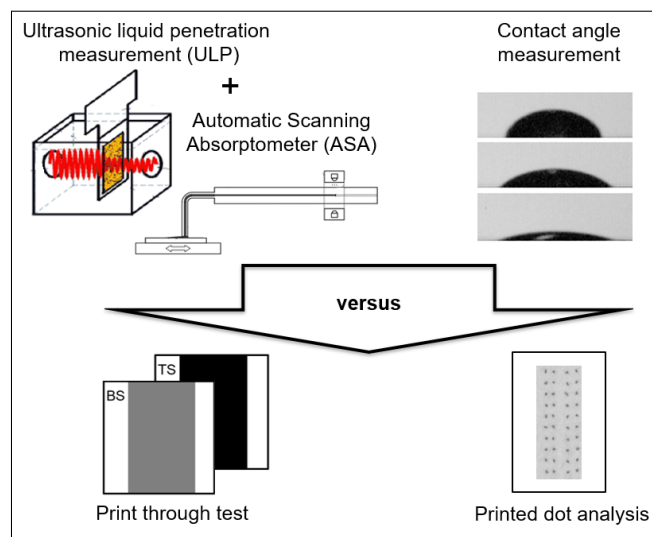 Ultrasonic liquid penetration
measurement (ULP)
+
Automatic Scanning
Absorptometer (ASA)
Contact angle
measurement
versus
TS
BS
Print through test
Printed dot analysis